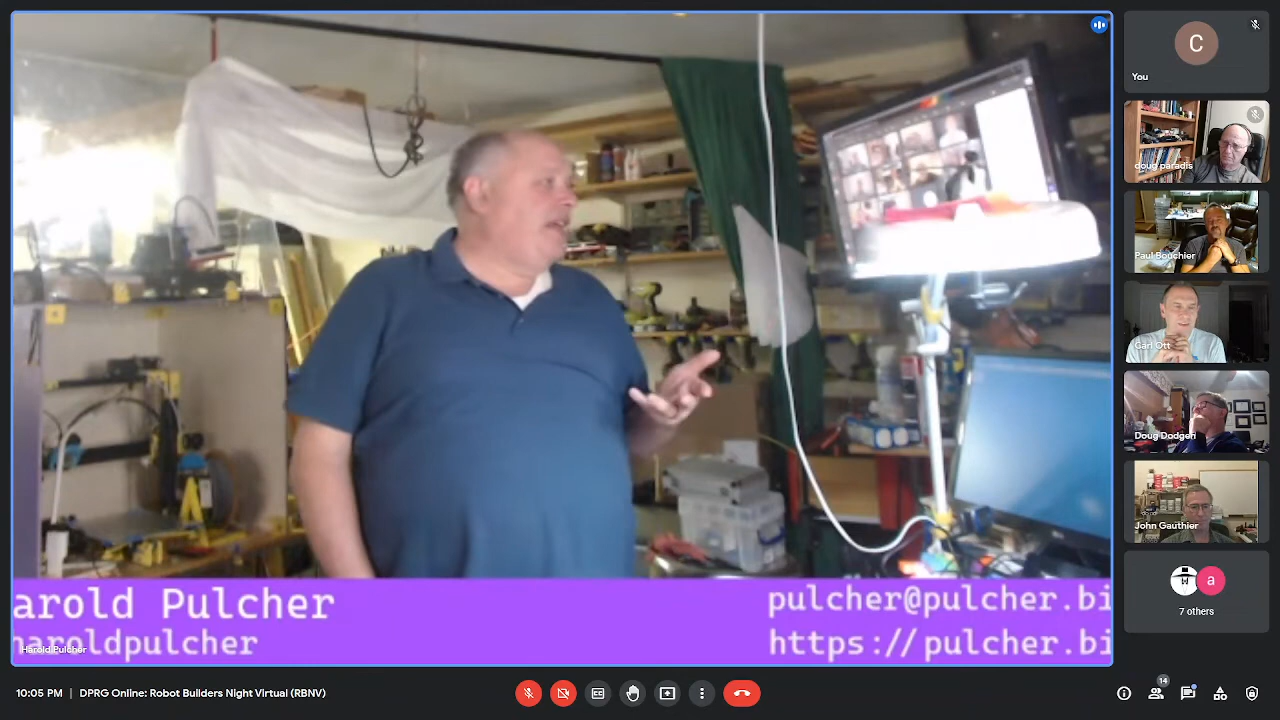 arold Pulcher
haroldpulcher
Harold Pulcher
pulcher@pulcher.bi
https://pulcher.bi
C
You
doug paradis
Paul Bouchier
Carl Ott
Doug Dodgen
John Gauthier
a
7 others
10:05 PM | DPRG Online: Robot Builders Night Virtual (RBNV)
14